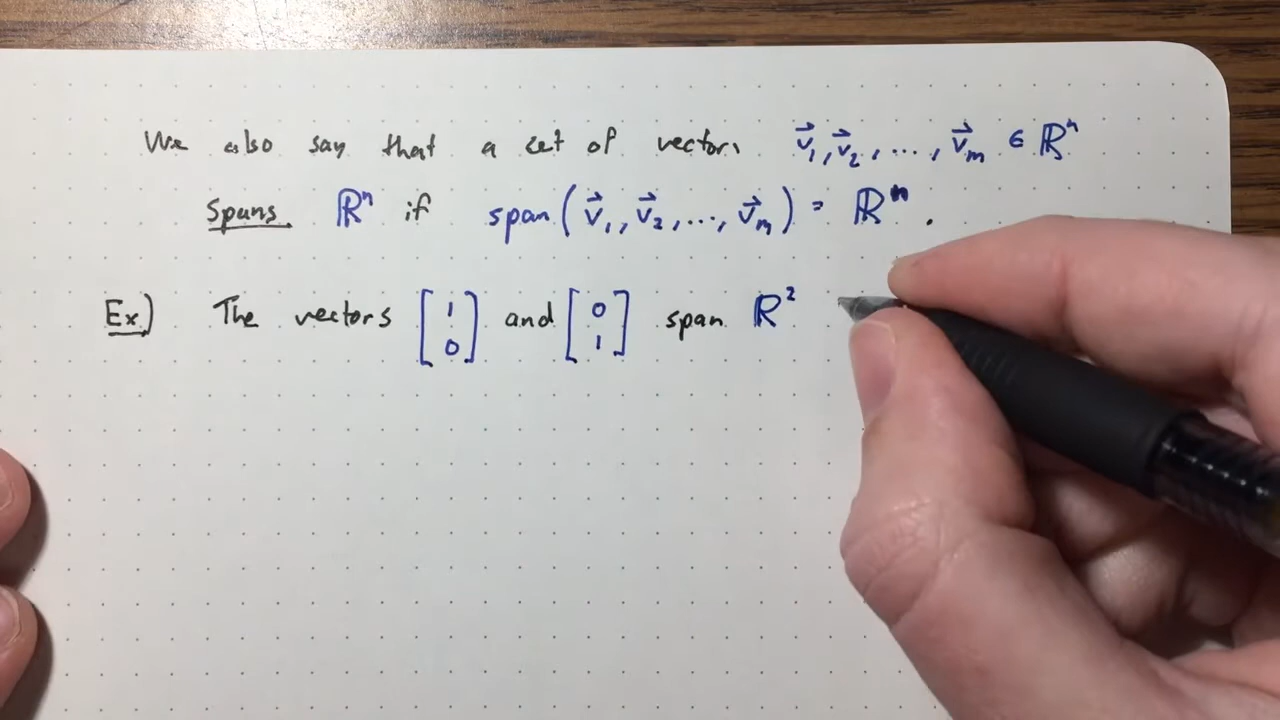 We also say that a set of vectors v⃗₁, v⃗₂, ..., v⃗ₘ ∈ ℝⁿ
spans ℝⁿ if span(v⃗₁, v⃗₂, ..., v⃗ₘ) = ℝⁿ.
Ex.) The vectors [1 0] and [0 1] span ℝ²